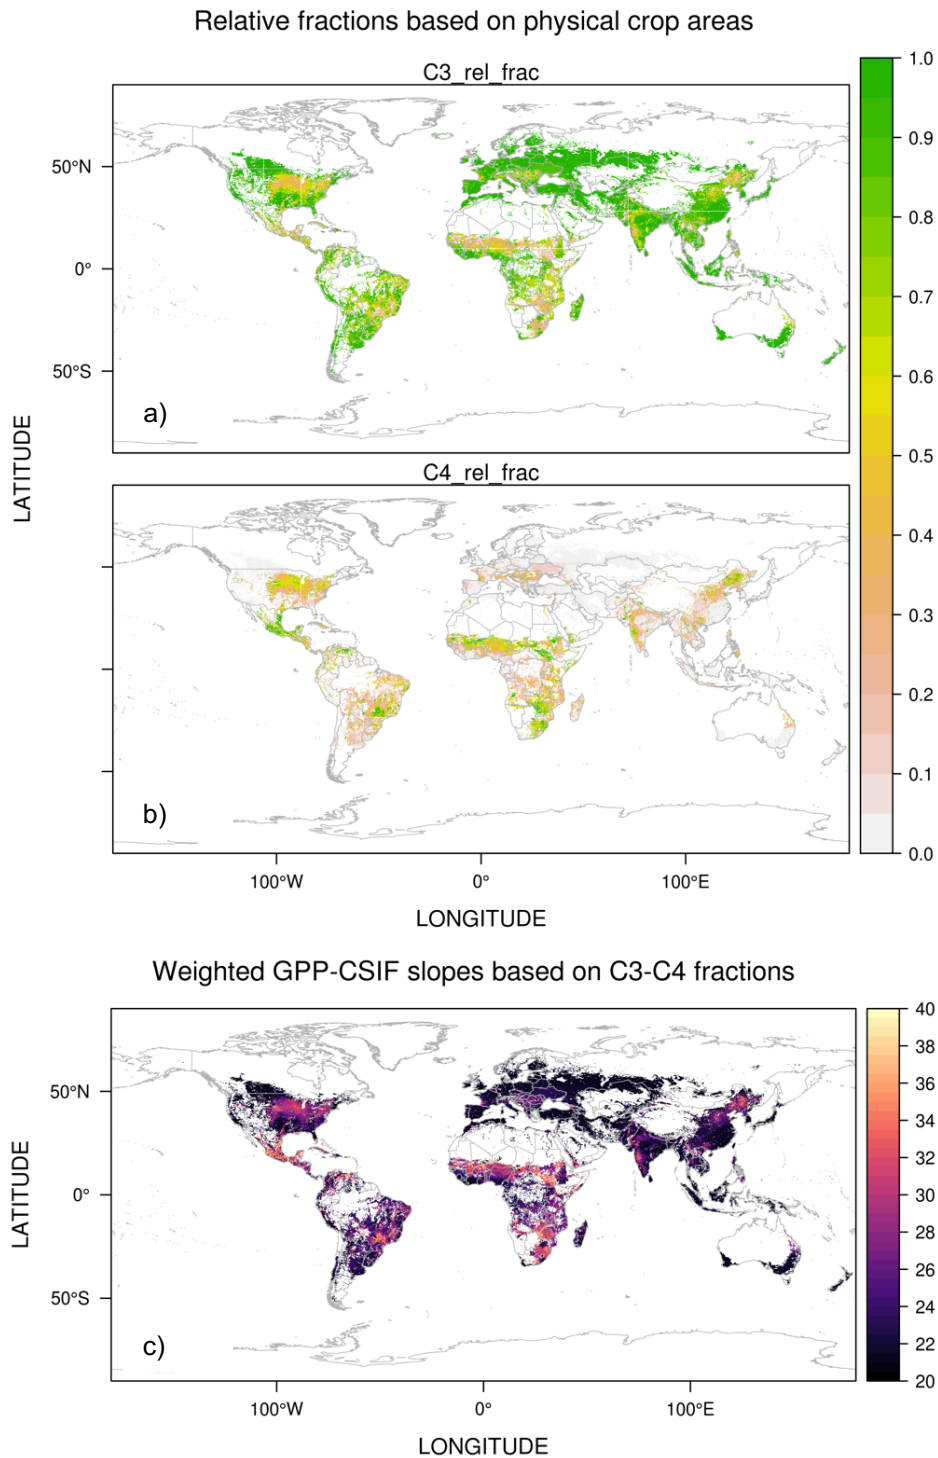 Relative fractions based on physical crop areas
C3_rel_frac
50°N
0°
50°S
a)
C4_rel_frac
b)
100°W 0° 100°E
LONGITUDE
LATITUDE
1.0
0.9
0.8
0.7
0.6
0.5
0.4
0.3
0.2
0.1
0.0
Weighted GPP-CSIF slopes based on C3-C4 fractions
50°N
0°
50°S
c)
100°W 0° 100°E
LONGITUDE
LATITUDE
40
38
36
34
32
30
28
26
24
22
20